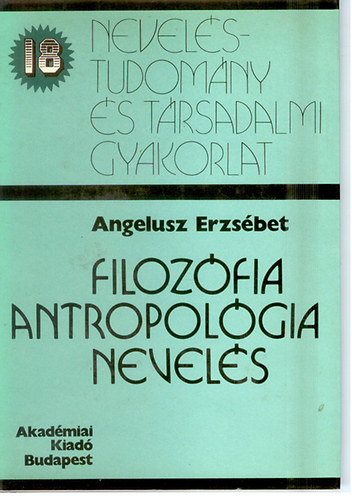 18
NEVELÉS-
TUDOMÁNY
ÉS TÁRSADALMI
GYAKORLAT
Angelusz Erzsébet
FILOZÓFIA
ANTROPOLÓGIA
NEVELÉS
Akadémiai
Kiadó
Budapest